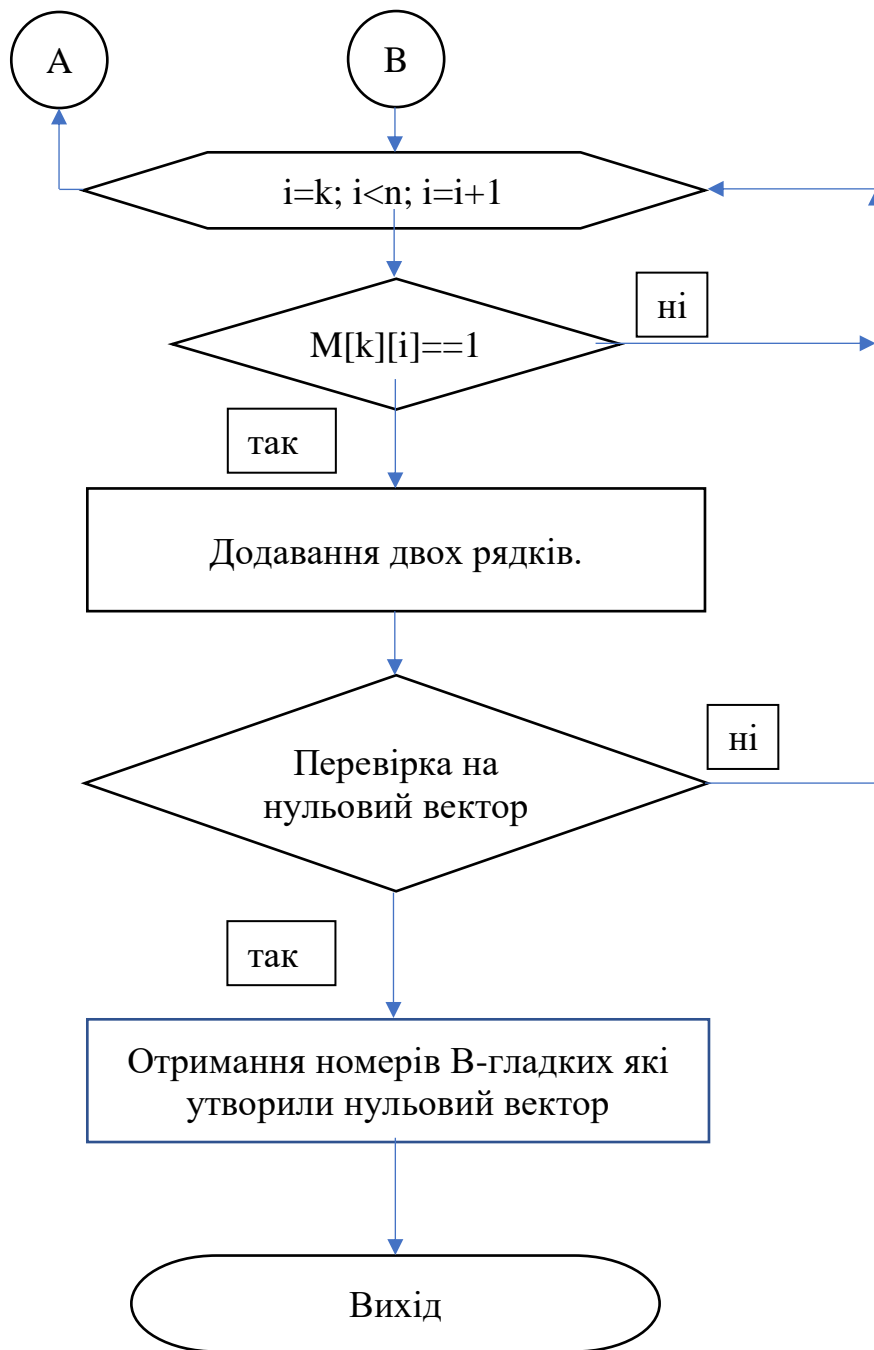 A
B
i=k; i<n; i=i+1
ні
M[k][i]==1
так
Додавання двох рядків.
ні
Перевірка на
нульовий вектор
так
Отримання номерів B-гладких які
утворили нульовий вектор
Вихід